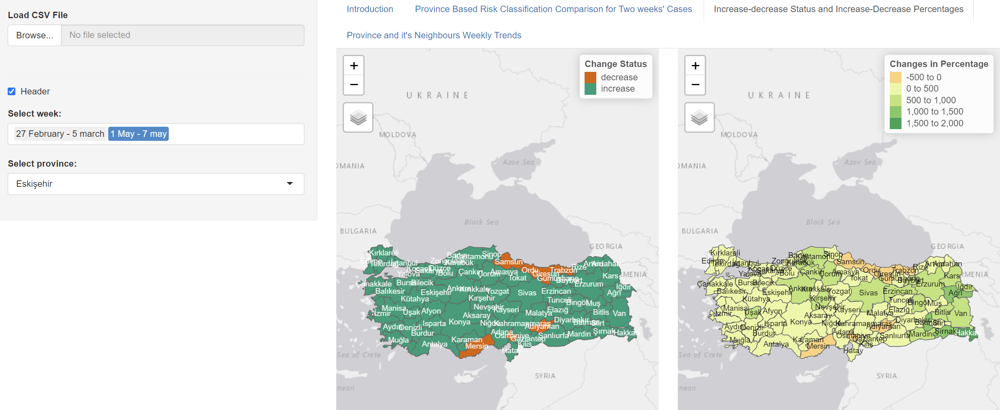 Load CSV File
Browse... No file selected
Header
Select week:
27 February - 5 march 1 May - 7 may
Select province:
Eskişehir
Introduction
Province Based Risk Classification Comparison for Two weeks' Cases
Increase-decrease Status and Increase-Decrease Percentages
Province and it's Neighbours Weekly Trends
+
−
Change Status
decrease
increase
UKRAINE
MOLDOVA
OMANIA
Azov Sea
Black Sea
BULGARIA
GEORGIA
RMENIA
Kırklareli
Edirne
Tekirdağ
İstanbul
Kocaeli
Sakarya
Yalova
Düzce
Zonguldak
Bartın
Kastamonu
Karabük
Sinop
Samsun
Bolu
Çankırı
Çorum
Amasya
Tokat
Ordu
Giresun
Trabzon
Gümüşhane
Bayburt
Rize
Artvin
Ardahan
Kars
Erzurum
Iğdır
Ağrı
Çanakkale
Bursa
Bilecik
Balıkesir
Eskişehir
Kütahya
Ankara
Kırıkkale
Yozgat
Kırşehir
Sivas
Erzincan
Tunceli
Bingöl
Muş
Manisa
İzmir
Uşak
Afyon
Nevşehir
Aksaray
Kayseri
Malatya
Elazığ
Bitlis
Van
Aydın
Denizli
Isparta
Burdur
Konya
Niğde
Kahramanmaraş
Adıyaman
Diyarbakır
Batman
Siirt
Muğla
Antalya
Karaman
Mersin
Adana
Osmaniye
Gaziantep
Kilis
Şanlıurfa
Mardin
Şırnak
Hakkari
Hatay
Sea of Crete
SYRIA
nean
+
−
Changes in Percentage
-500 to 0
0 to 500
500 to 1,000
1,000 to 1,500
1,500 to 2,000
UKRAINE
MOLDOVA
OMANIA
Azov Sea
Black Sea
BULGARIA
GEORGIA
RMENIA
Kırklareli
Edirne
Tekirdağ
İstanbul
Kocaeli
Sakarya
Yalova
Düzce
Zonguldak
Bartın
Kastamonu
Karabük
Sinop
Samsun
Bolu
Çankırı
Çorum
Amasya
Tokat
Ordu
Giresun
Trabzon
Gümüşhane
Bayburt
Rize
Artvin
Ardahan
Kars
Erzurum
Iğdır
Ağrı
Çanakkale
Bursa
Bilecik
Balıkesir
Eskişehir
Kütahya
Ankara
Kırıkkale
Yozgat
Kırşehir
Sivas
Erzincan
Tunceli
Bingöl
Muş
Manisa
İzmir
Uşak
Afyon
Nevşehir
Aksaray
Kayseri
Malatya
Elazığ
Bitlis
Van
Aydın
Denizli
Isparta
Burdur
Konya
Niğde
Kahramanmaraş
Adıyaman
Diyarbakır
Batman
Siirt
Muğla
Antalya
Karaman
Mersin
Adana
Osmaniye
Gaziantep
Kilis
Şanlıurfa
Mardin
Şırnak
Hakkari
Hatay
Sea of Crete
SYRIA
nean